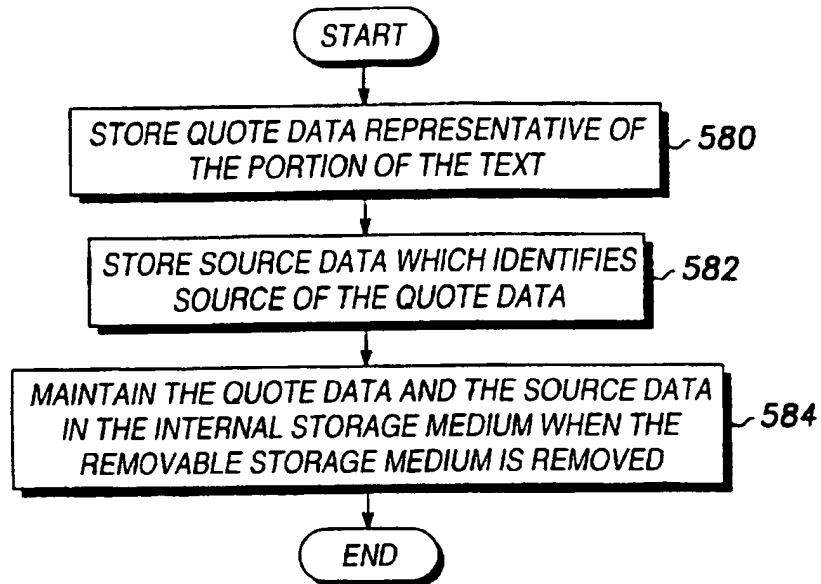 START
STORE QUOTE DATA REPRESENTATIVE OF
THE PORTION OF THE TEXT
580
STORE SOURCE DATA WHICH IDENTIFIES
SOURCE OF THE QUOTE DATA
582
MAINTAIN THE QUOTE DATA AND THE SOURCE DATA
IN THE INTERNAL STORAGE MEDIUM WHEN THE
REMOVABLE STORAGE MEDIUM IS REMOVED
584
END